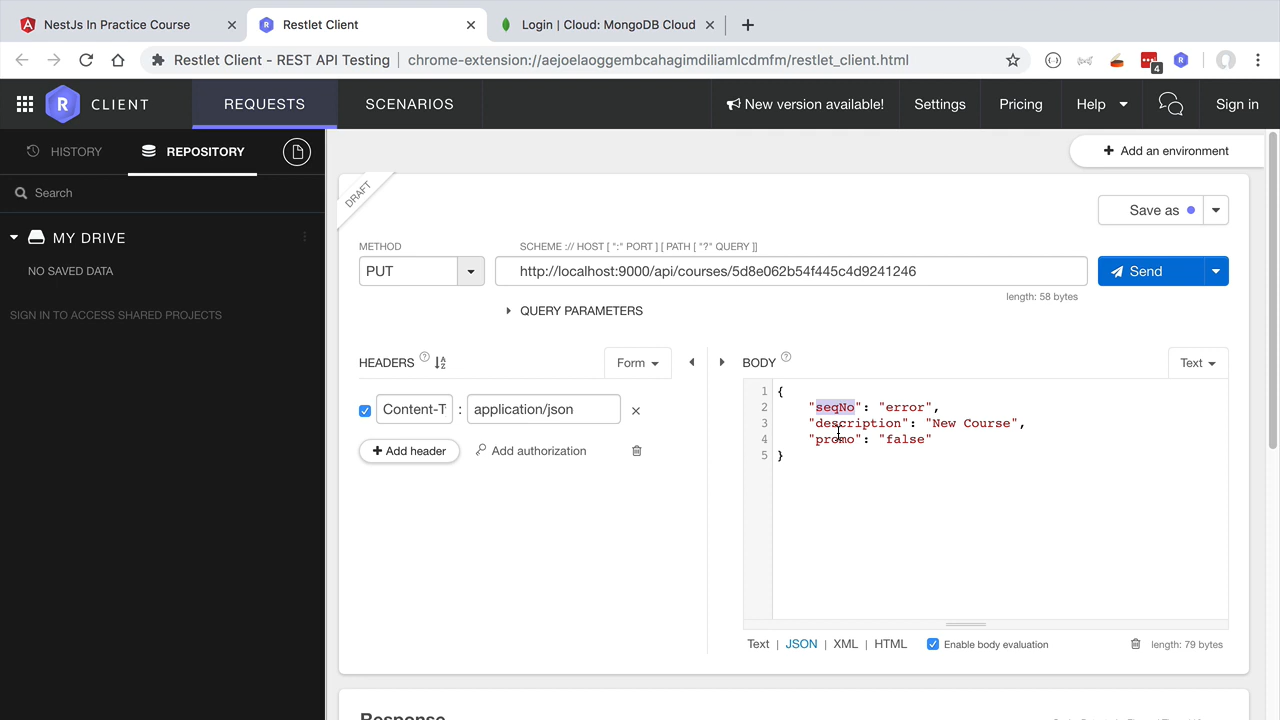 NestJs In Practice Course
Restlet Client
Login | Cloud: MongoDB Cloud
Restlet Client - REST API Testing
chrome-extension://aejoelaoggembcahagimdiliamlcdmfm/restlet_client.html
4
R CLIENT
REQUESTS
SCENARIOS
New version available!
Settings
Pricing
Help
Sign in
HISTORY
REPOSITORY
Add an environment
Search
DRAFT
Save as
MY DRIVE
METHOD
SCHEME :// HOST [ ":" PORT ] [ PATH [ "?" QUERY ]]
NO SAVED DATA
PUT
http://localhost:9000/api/courses/5d8e062b54f445c4d9241246
Send
length: 58 bytes
SIGN IN TO ACCESS SHARED PROJECTS
QUERY PARAMETERS
HEADERS
Form
BODY
Text
Content-T : application/json
Add header
Add authorization
1 {
2 "seqNo": "error",
3 "description": "New Course",
4 "promo": "false"
5 }
Text | JSON | XML | HTML
Enable body evaluation
length: 79 bytes
Response